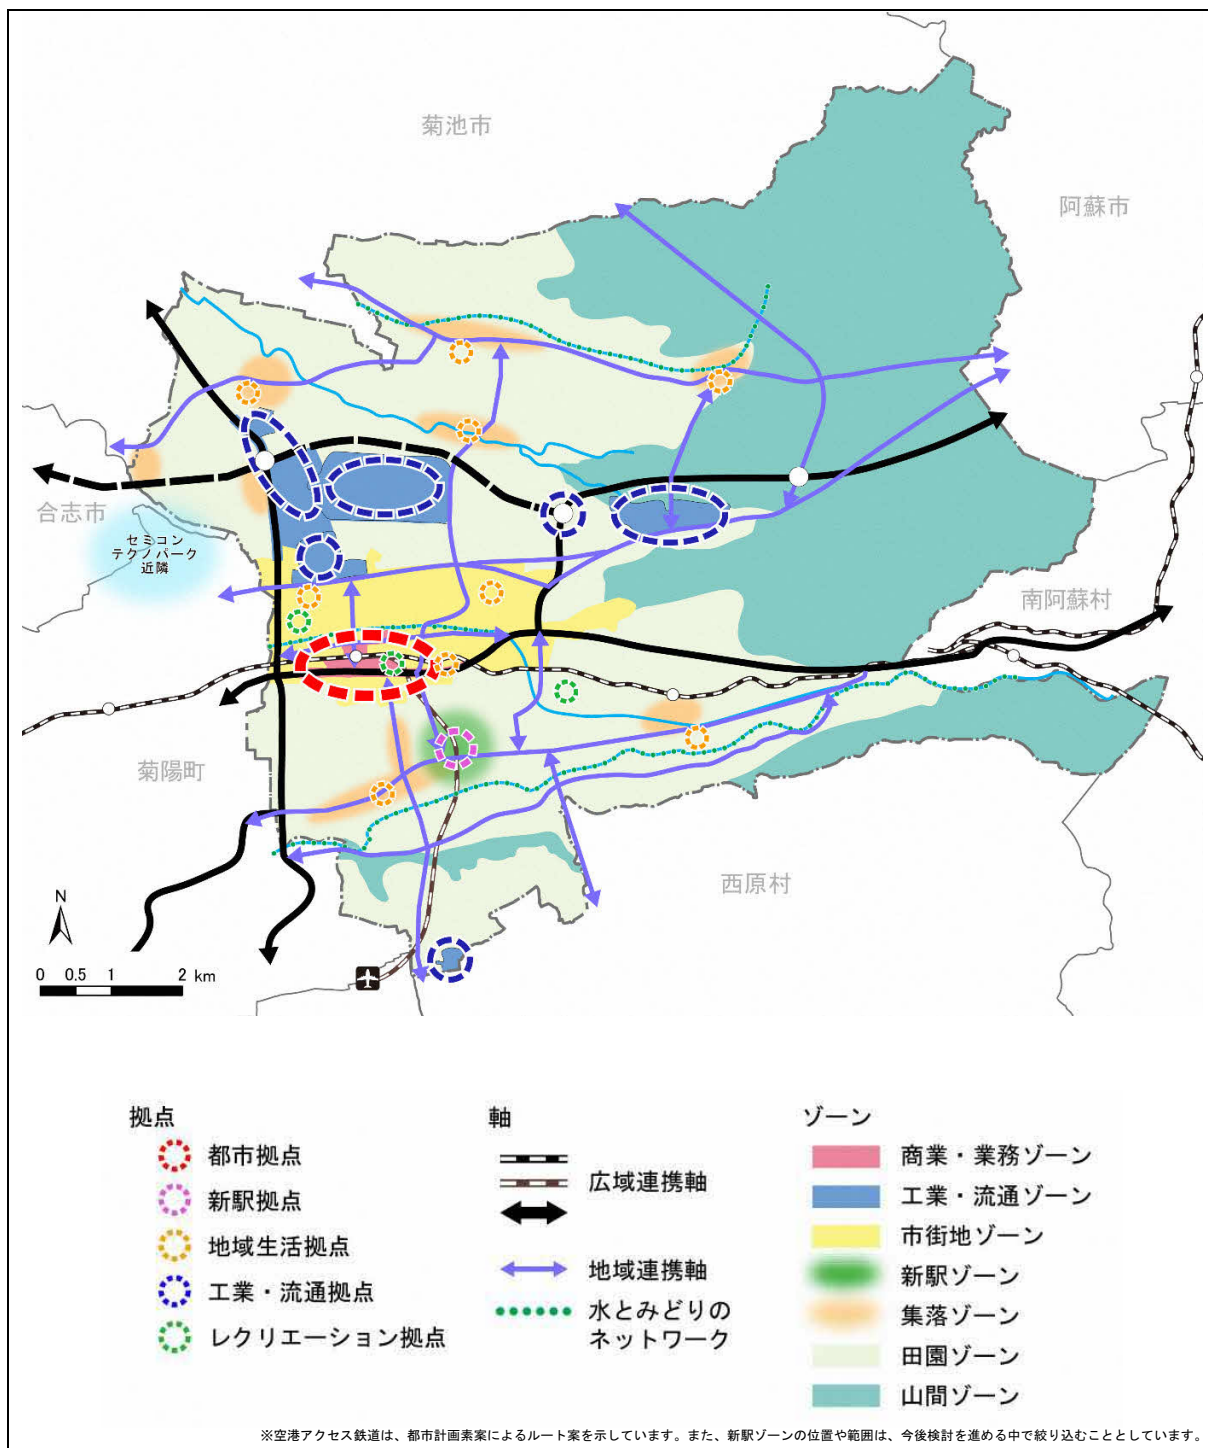 菊池市
阿蘇市
合志市
セミコン
テクノパーク
近隣
南阿蘇村
菊陽町
西原村
N
0 0.5 1 2 km
拠点
都市拠点
新駅拠点
地域生活拠点
工業・流通拠点
レクリエーション拠点
軸
広域連携軸
地域連携軸
水とみどりの
ネットワーク
ゾーン
商業・業務ゾーン
工業・流通ゾーン
市街地ゾーン
新駅ゾーン
集落ゾーン
田園ゾーン
山間ゾーン
※空港アクセス鉄道は、都市計画素案によるルート案を示しています。また、新駅ゾーンの位置や範囲は、今後検討を進める中で絞り込むこととしています。